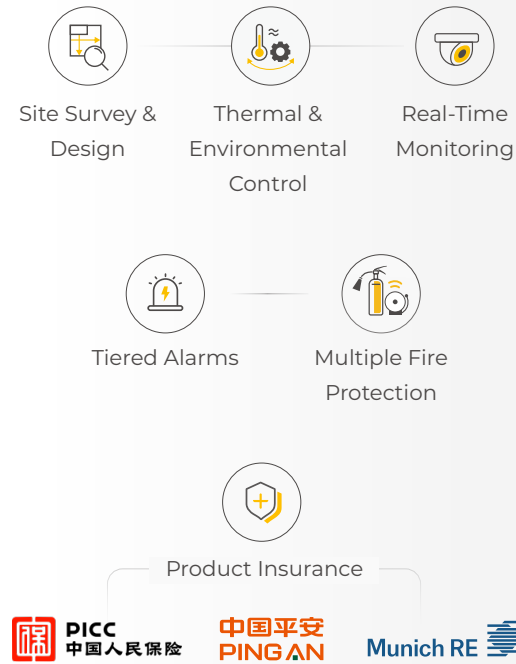 Site Survey &
Design
Thermal &
Environmental
Control
Real-Time
Monitoring
Tiered Alarms
Multiple Fire
Protection
Product Insurance
保
PICC
中国人民保险
中国平安
PING AN
Munich RE